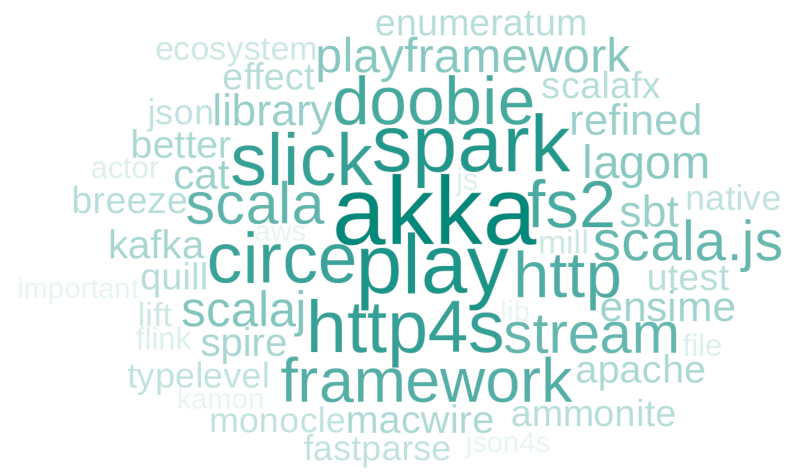 enumeratum
ecosystem playframework
effect doobie scalafx
json library refined
better slick spark lagom
actor cat js
breeze scala akka fs2 sbt native
kafka aws mill scala.js
important quill circe play http utest
lift scalaj lib ensime
flink spire http4s stream file
typelevel framework apache
kamon
monocle macwire ammonite
fastparse json4s